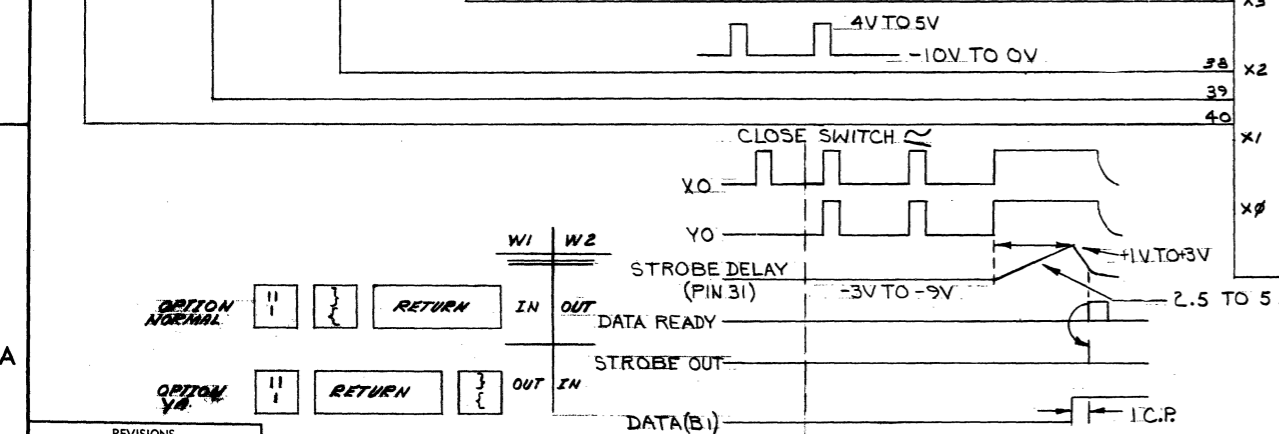 X3
4V TO 5V
-10V TO 0V
38 X2
39
40
X1
CLOSE SWITCH ≃
X0
XØ
Y0
W1 W2
+1V TO +3V
STROBE DELAY
(PIN 31)
-3V TO -9V
2.5 TO 5
OPTION
NORMAL
"
'
}
{
RETURN
IN OUT
DATA READY
STROBE OUT
A
OPTION
"
'
RETURN
}
{
OUT IN
DATA (B1)
1 C.P.
REVISIONS